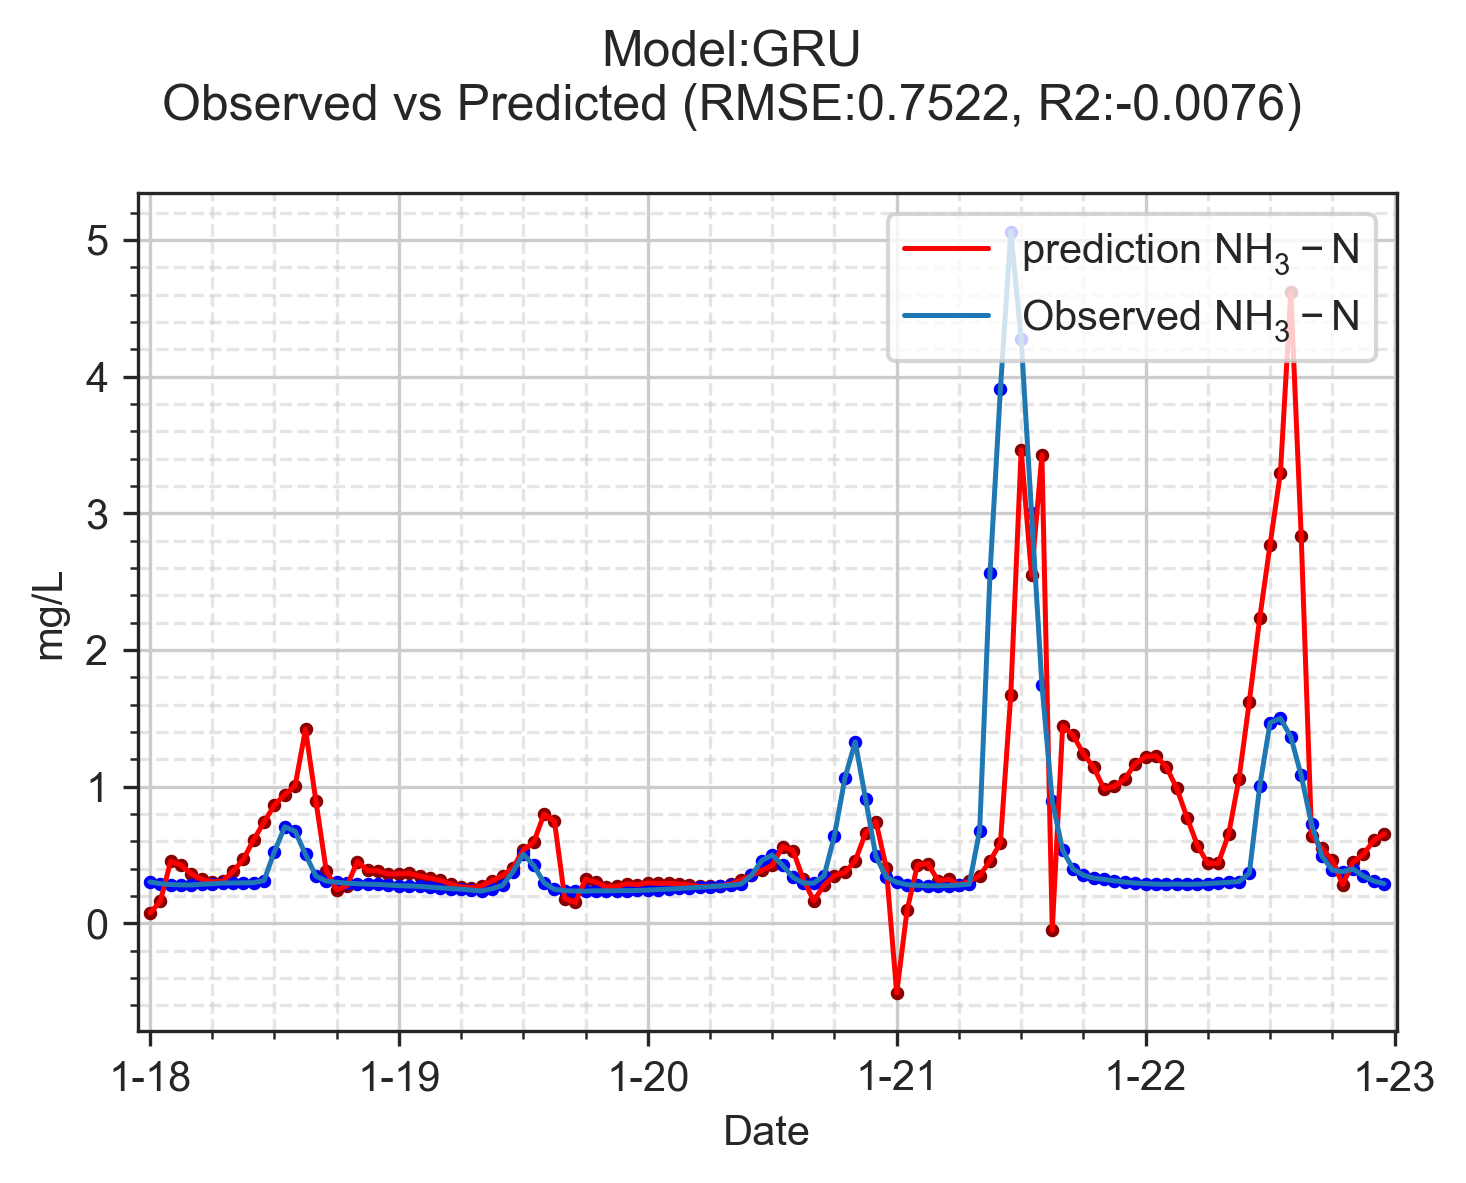 Model:GRU
Observed vs Predicted (RMSE:0.7522, R2:-0.0076)
prediction NH₃ − N
Observed NH₃ − N
5
4
3
2
1
0
mg/L
1-18 1-19 1-20 1-21 1-22 1-23
Date